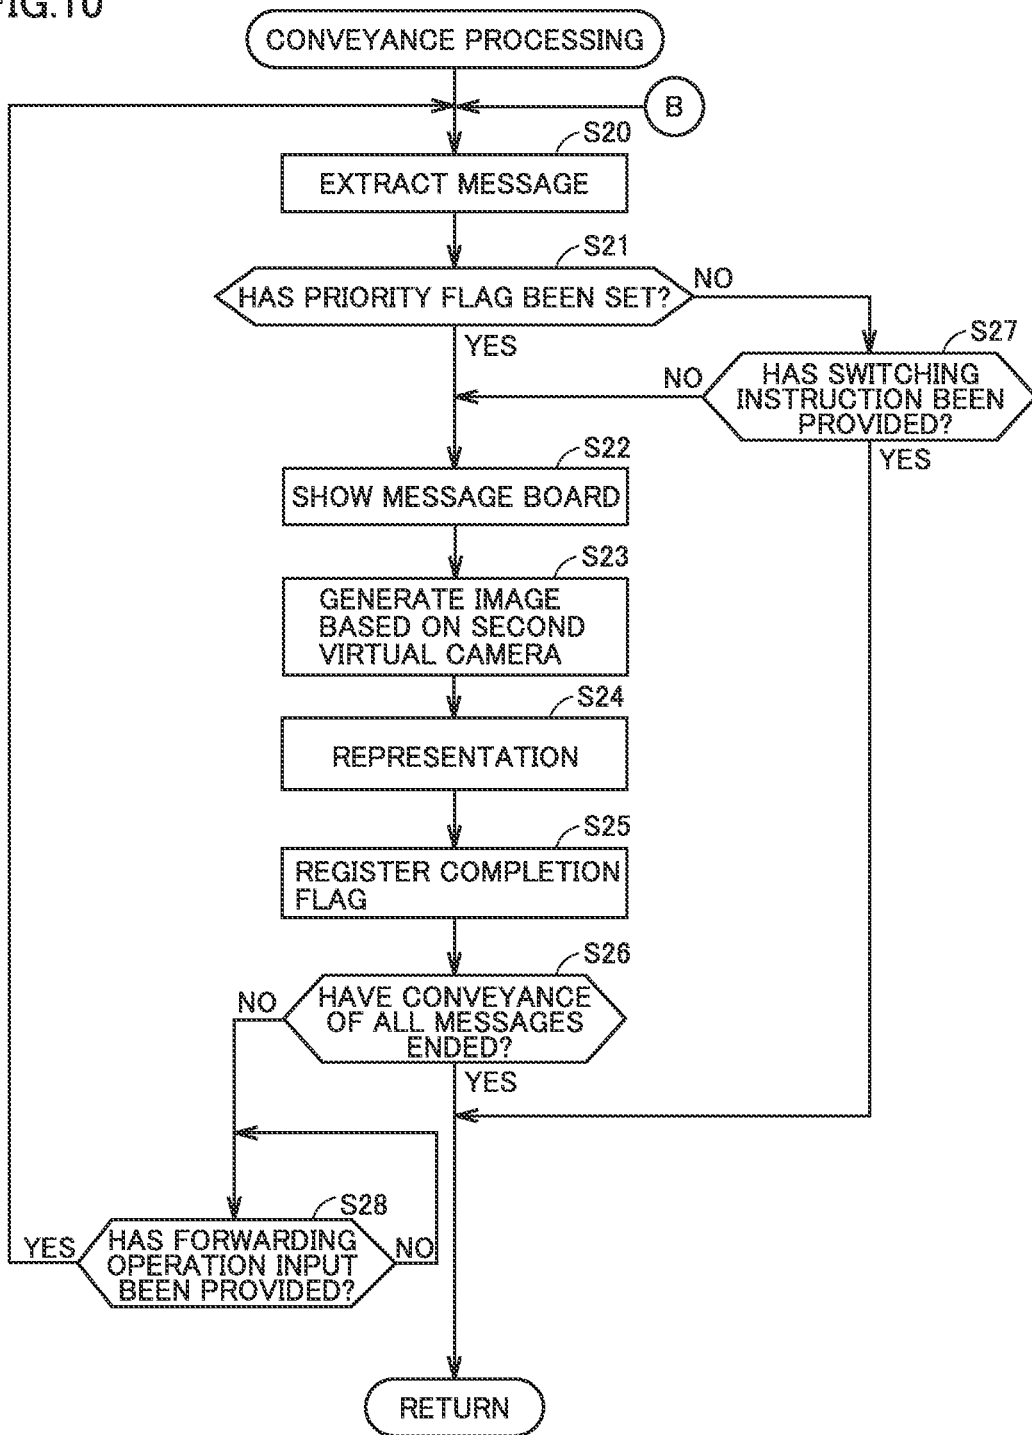 FIG.10
CONVEYANCE PROCESSING
B
S20
EXTRACT MESSAGE
S21
HAS PRIORITY FLAG BEEN SET?
NO
YES
S27
HAS SWITCHING
INSTRUCTION BEEN
PROVIDED?
NO
YES
S22
SHOW MESSAGE BOARD
S23
GENERATE IMAGE
BASED ON SECOND
VIRTUAL CAMERA
S24
REPRESENTATION
S25
REGISTER COMPLETION
FLAG
S26
HAVE CONVEYANCE
OF ALL MESSAGES
ENDED?
NO
YES
S28
HAS FORWARDING
OPERATION INPUT
BEEN PROVIDED?
YES
NO
RETURN